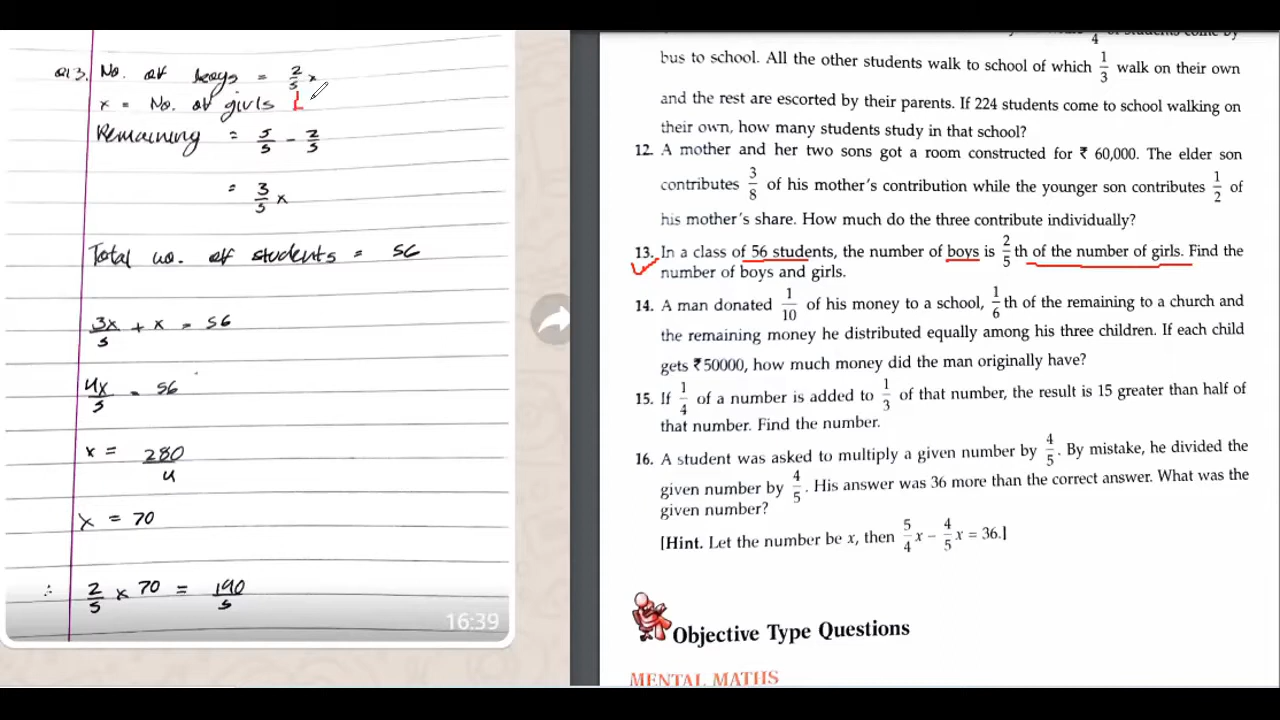 Q13. No. of boys = 2/5 x
x = No. of girls
Remaining = 5/5 - 2/5
= 3/5 x
Total no. of students = 56
3x/5 + x = 56
4x/5 = 56
x = 280/4
x = 70
∴ 2/5 × 70 = 190/5
16:39
bus to school. All the other students walk to school of which 1/3 walk on their own
and the rest are escorted by their parents. If 224 students come to school walking on
their own, how many students study in that school?
12. A mother and her two sons got a room constructed for ₹ 60,000. The elder son
contributes 3/8 of his mother's contribution while the younger son contributes 1/2 of
his mother's share. How much do the three contribute individually?
13. In a class of 56 students, the number of boys is 2/5 th of the number of girls. Find the
number of boys and girls.
14. A man donated 1/10 of his money to a school, 1/6 th of the remaining to a church and
the remaining money he distributed equally among his three children. If each child
gets ₹50000, how much money did the man originally have?
15. If 1/4 of a number is added to 1/3 of that number, the result is 15 greater than half of
that number. Find the number.
16. A student was asked to multiply a given number by 4/5. By mistake, he divided the
given number by 4/5. His answer was 36 more than the correct answer. What was the
given number?
[Hint. Let the number be x, then 5/4 x - 4/5 x = 36.]
Objective Type Questions
MENTAL MATHS